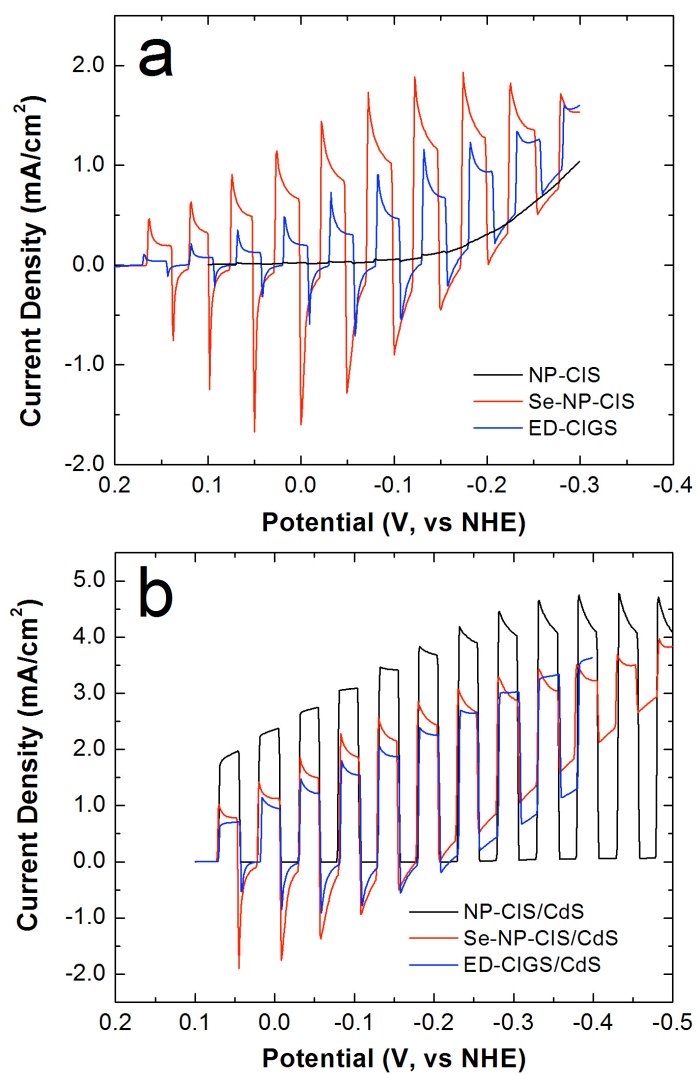 a
2.0
1.0
0.0
-1.0
-2.0
Current Density (mA/cm²)
NP-CIS
Se-NP-CIS
ED-CIGS
0.2 0.1 0.0 -0.1 -0.2 -0.3 -0.4
Potential (V, vs NHE)
b
5.0
4.0
3.0
2.0
1.0
0.0
-1.0
-2.0
Current Density (mA/cm²)
NP-CIS/CdS
Se-NP-CIS/CdS
ED-CIGS/CdS
0.2 0.1 0.0 -0.1 -0.2 -0.3 -0.4 -0.5
Potential (V, vs NHE)